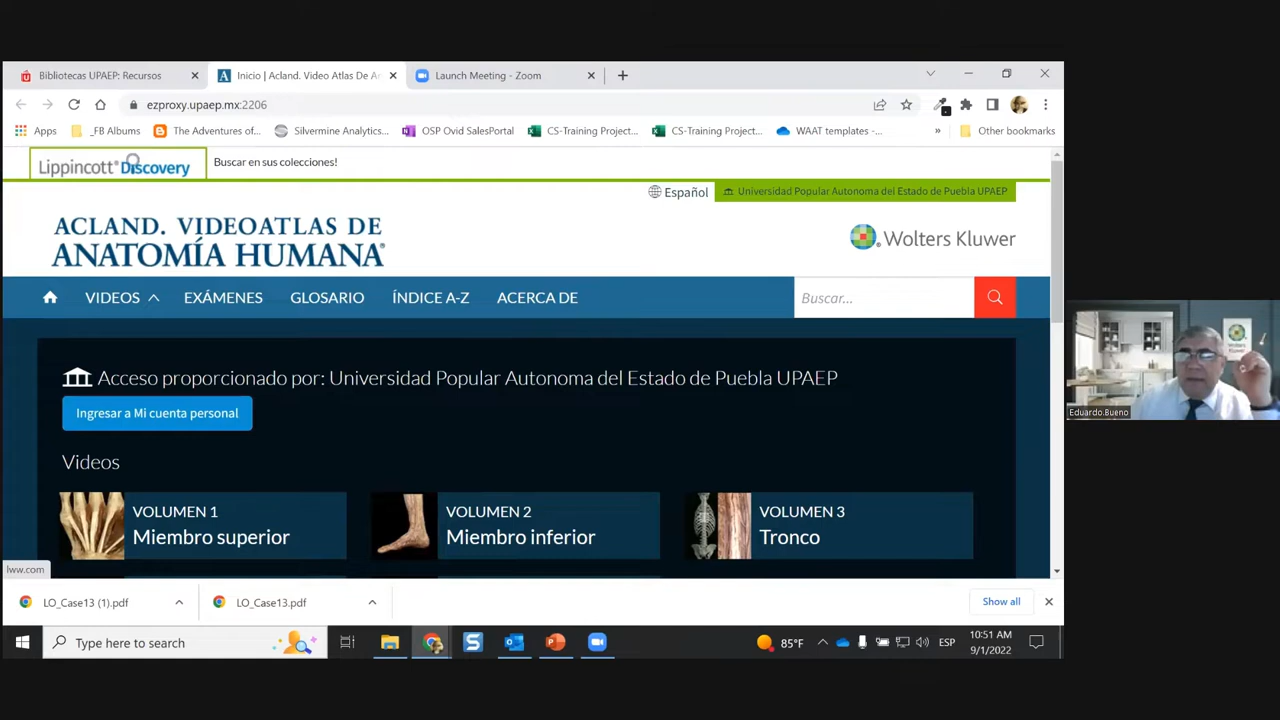 Bibliotecas UPAEP: Recursos
Inicio | Acland. Video Atlas De Ar
Launch Meeting - Zoom
ezproxy.upaep.mx:2206
Apps
_FB Albums
The Adventures of...
Silvermine Analytics...
OSP Ovid SalesPortal
CS-Training Project...
CS-Training Project...
WAAT templates -...
»
Other bookmarks
Lippincott® Discovery
Buscar en sus colecciones!
Español
Universidad Popular Autonoma del Estado de Puebla UPAEP
ACLAND. VIDEOATLAS DE
ANATOMÍA HUMANA®
Wolters Kluwer
VIDEOS
EXÁMENES
GLOSARIO
ÍNDICE A-Z
ACERCA DE
Buscar...
Acceso proporcionado por: Universidad Popular Autonoma del Estado de Puebla UPAEP
Ingresar a Mi cuenta personal
Videos
VOLUMEN 1
Miembro superior
VOLUMEN 2
Miembro inferior
VOLUMEN 3
Tronco
Wolters
Kluwer
Eduardo.Bueno
lww.com
LO_Case13 (1).pdf
LO_Case13.pdf
Show all
Type here to search
85°F
ESP
10:51 AM
9/1/2022